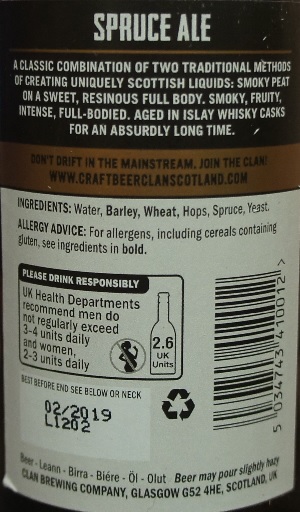 SPRUCE ALE
A CLASSIC COMBINATION OF TWO TRADITIONAL METHODS
OF CREATING UNIQUELY SCOTTISH LIQUIDS: SMOKY PEAT
ON A SWEET, RESINOUS FULL BODY. SMOKY, FRUITY,
INTENSE, FULL-BODIED. AGED IN ISLAY WHISKY CASKS
FOR AN ABSURDLY LONG TIME.
DON'T DRIFT IN THE MAINSTREAM. JOIN THE CLAN!
WWW.CRAFTBEERCLANSCOTLAND.COM
INGREDIENTS: Water, Barley, Wheat, Hops, Spruce, Yeast.
ALLERGY ADVICE: For allergens, including cereals containing
gluten, see ingredients in bold.
PLEASE DRINK RESPONSIBLY
UK Health Departments
recommend men do
not regularly exceed
3-4 units daily
and women,
2-3 units daily
2.6
UK
Units
BEST BEFORE END SEE BELOW OR NECK
02/2019
L1202
5 034743 410012 >
Beer - Leann - Birra - Biére - Öl - Olut Beer may pour slightly hazy
CLAN BREWING COMPANY, GLASGOW G52 4HE, SCOTLAND, UK